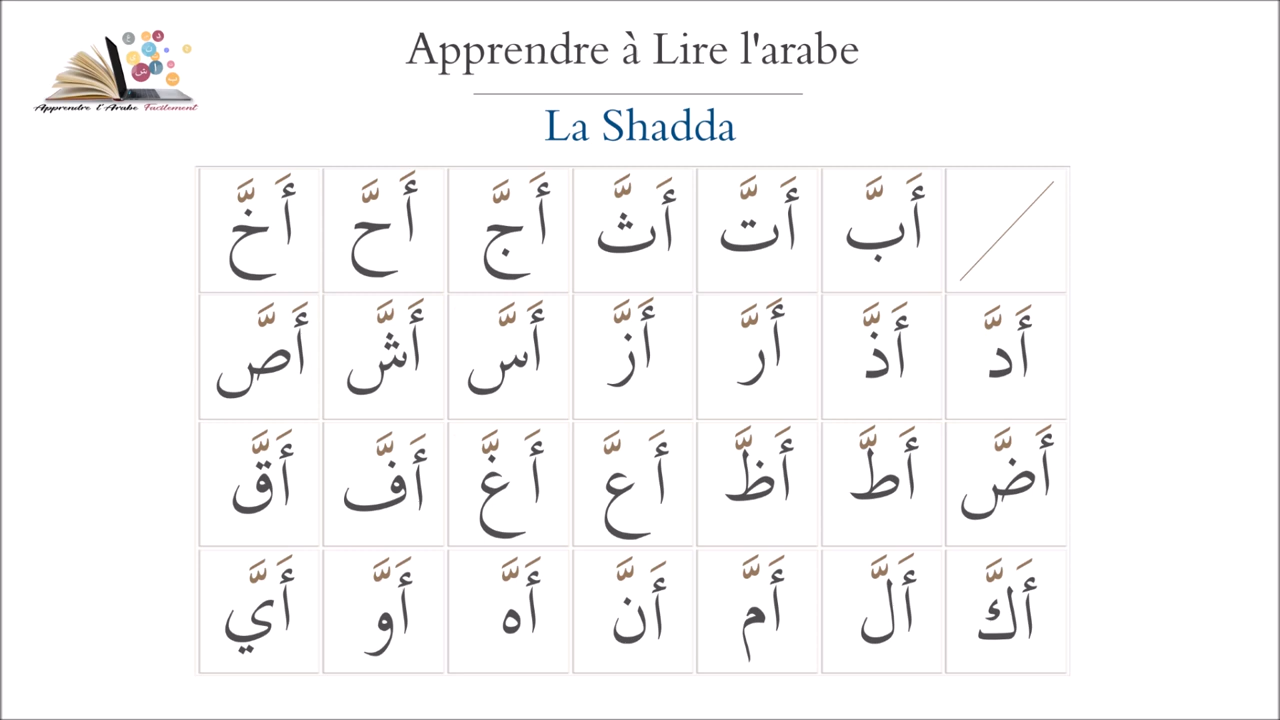 Apprendre à Lire l'arabe
La Shadda
Apprendre L'Arabe Facilement
أَبَّ أَتَّ أَثَّ أَجَّ أَحَّ أَخَّ
أَدَّ أَذَّ أَرَّ أَزَّ أَسَّ أَشَّ أَصَّ
أَضَّ أَطَّ أَظَّ أَعَّ أَغَّ أَفَّ أَقَّ
أَكَّ أَلَّ أَمَّ أَنَّ أَهَّ أَوَّ أَيَّ